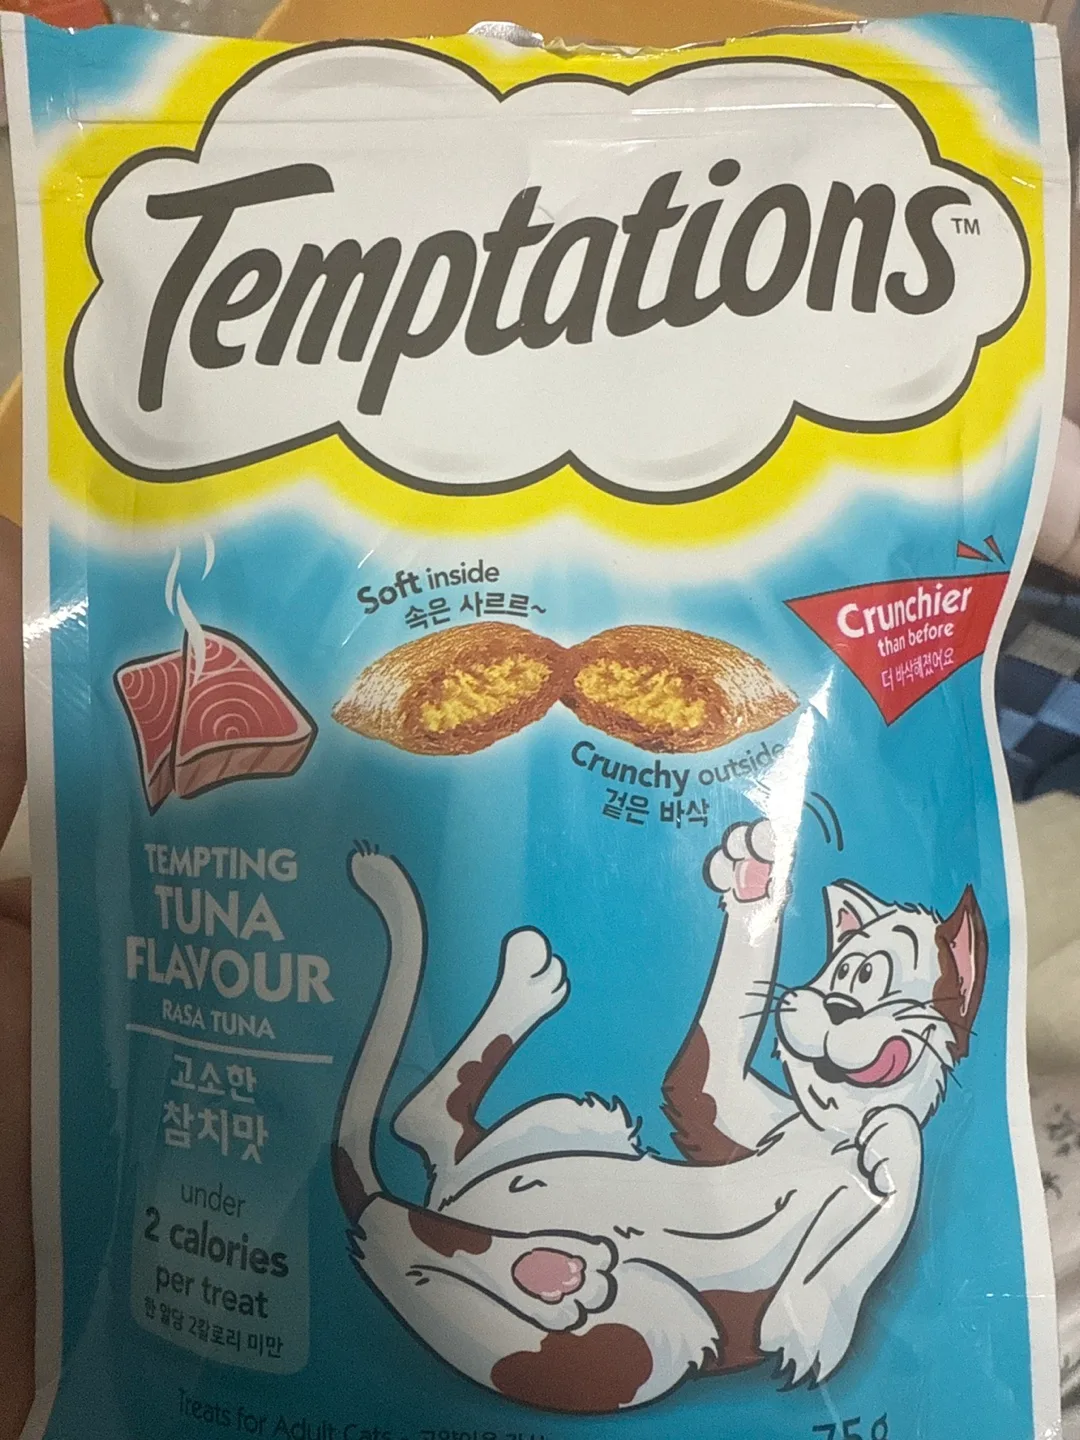 Temptations™
Soft inside
속은 사르르~
Crunchier
than before
더 바삭해졌어요
Crunchy outside
겉은 바삭
TEMPTING
TUNA
FLAVOUR
RASA TUNA
고소한
참치맛
under
2 calories
per treat
한 알당 2칼로리 미만
Treats for Adult Cats
75g